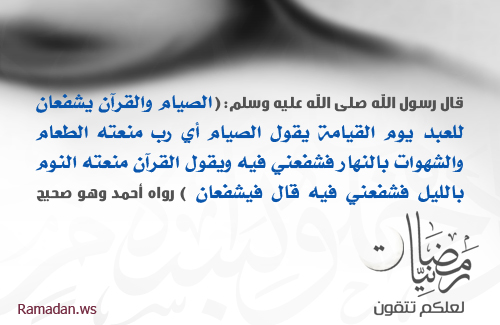 قال رسول الله صلى الله عليه وسلم: (الصيام والقرآن يشفعان
للعبد يوم القيامة يقول الصيام أي رب منعته الطعام
والشهوات بالنهار فشفعني فيه ويقول القرآن منعته النوم
بالليل فشفعني فيه قال فيشفعان ) رواه أحمد وهو صحيح
رمضانيات
لعلكم تتقون
Ramadan.ws